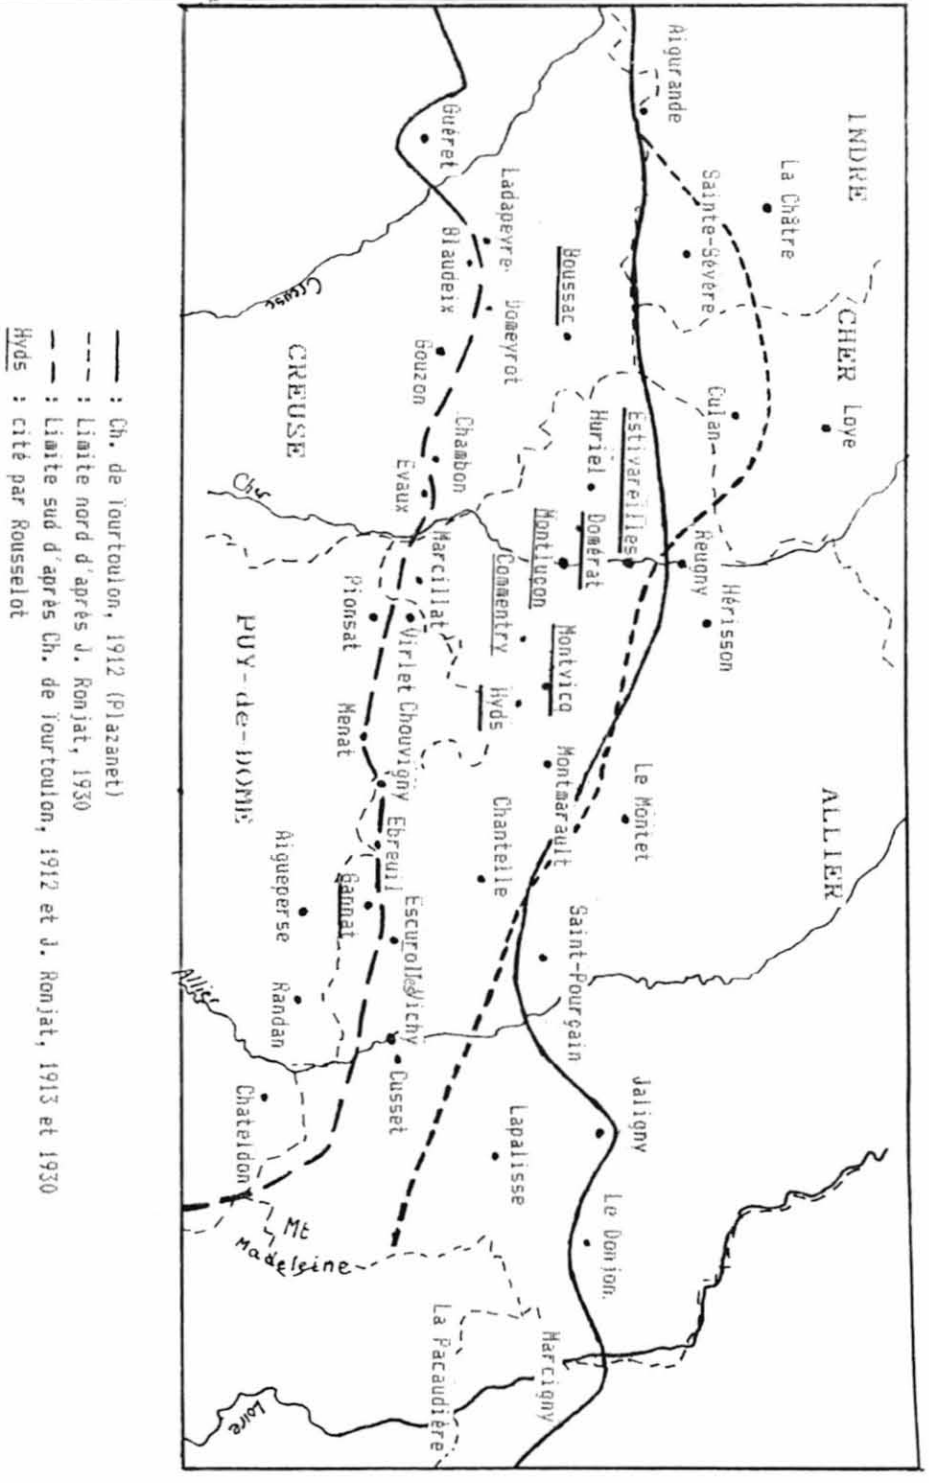 INDRE
CHER
ALLIER
Aigurande
La Châtre
Sainte-Sévère
Loye
Culan
Reugny
Hérisson
Le Montet
Saint-Pourçain
Jaligny
Le Donjon
Marcigny
Guéret
Ladapeyre
Blaudeix
Domeyrot
Boussac
Gouzon
Chambon
Evaux
Huriel
Estivareilles
Domérat
Montluçon
Commentry
Montvicq
Hyds
Montmarault
Chantelle
Lapalisse
Marcillat
Virlet
Chouvigny
Pionsat
Menat
Ebreuil
Gannat
Escurolles
Vichy
Cusset
Aigueperse
Randan
Chateldon
Mt
Madeleine
La Pacaudière
Loire
Creuse
Cher
Allier
CREUSE
PUY-de-DOME
: Ch. de Tourtoulon, 1912 (Plazanet)
: Limite nord d'après J. Ronjat, 1930
: Limite sud d'après Ch. de Tourtoulon, 1912 et J. Ronjat, 1913 et 1930
Hyds : cité par Rousselot